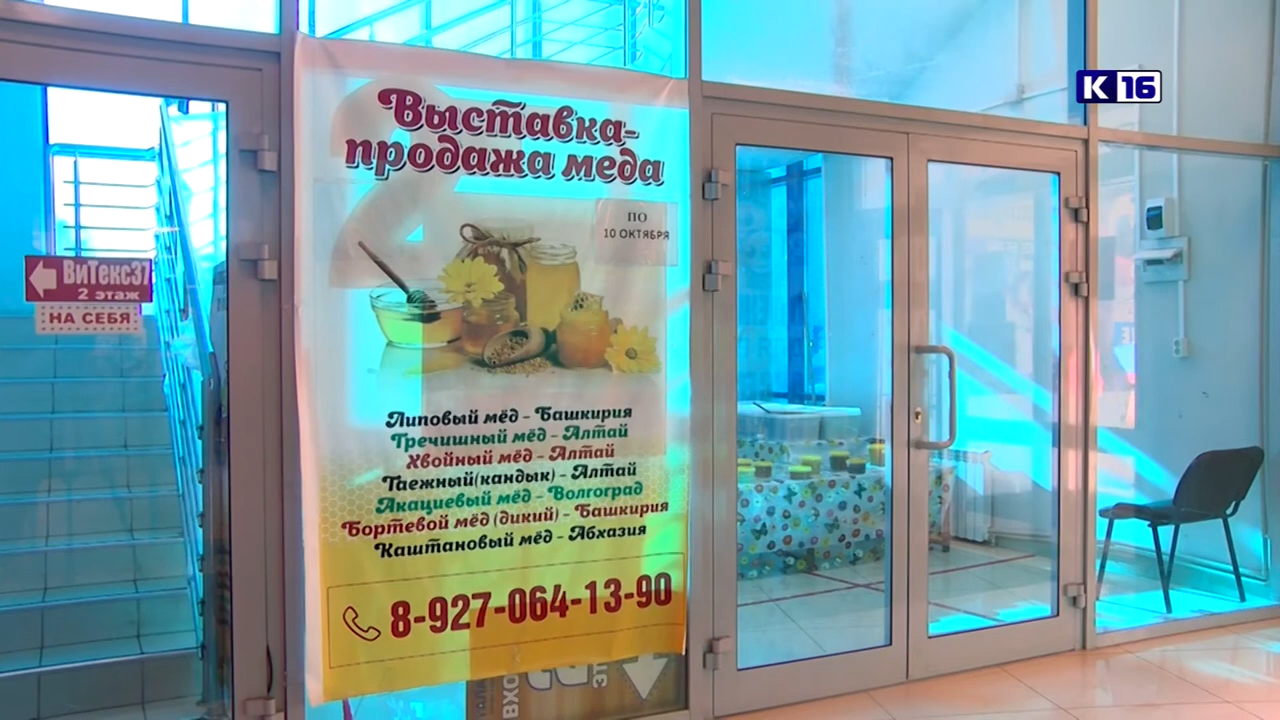 К 16
Выставка-
продажа меда
ПО
10 ОКТЯБРЯ
ВиТекс37
2 этаж
НА СЕБЯ
Липовый мёд - Башкирия
Гречишный мёд - Алтай
Хвойный мёд - Алтай
Таежный(кандык) - Алтай
Акациевый мёд - Волгоград
Бортевой мёд (дикий) - Башкирия
Каштановый мёд - Абхазия
8-927-064-13-90